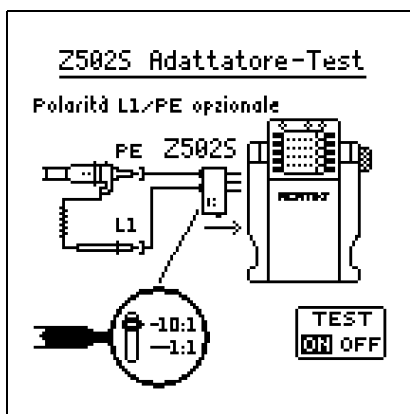 Z502S Adattatore-Test
Polarità L1/PE opzionale
PE
Z502S
L1
-10:1
-1:1
TEST
ON OFF